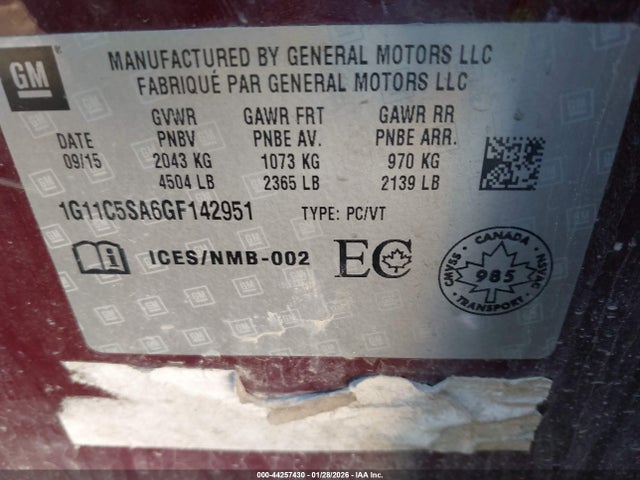 GM
MANUFACTURED BY GENERAL MOTORS LLC
FABRIQUÉ PAR GENERAL MOTORS LLC
GVWR GAWR FRT GAWR RR
DATE PNBV PNBE AV. PNBE ARR.
09/15 2043 KG 1073 KG 970 KG
4504 LB 2365 LB 2139 LB
1G11C5SA6GF142951 TYPE: PC/VT
i ICES/NMB-002 EC
CANADA
CMVSS 985 NSVAC
TRANSPORT
000-44257430 - 01/28/2026 - IAA Inc.